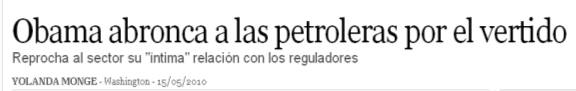 Obama abronca a las petroleras por el vertido
Reprocha al sector su "íntima" relación con los reguladores
YOLANDA MONGE - Washington - 15/05/2010